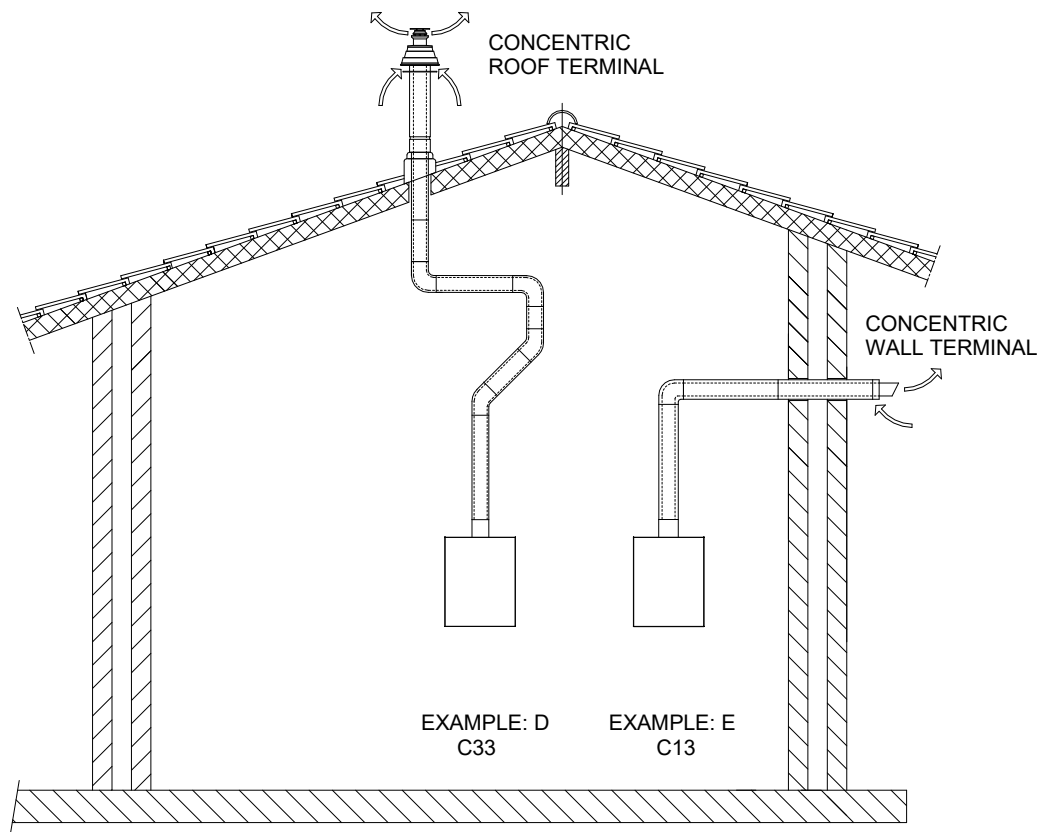 CONCENTRIC
ROOF TERMINAL
CONCENTRIC
WALL TERMINAL
EXAMPLE: D
C33
EXAMPLE: E
C13